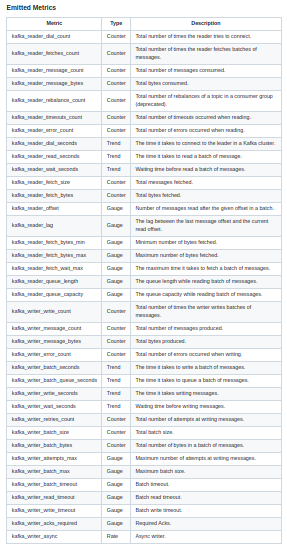 Emitted Metrics
Metric Type Description
kafka_reader_dial_count Counter Total number of times the reader tries to connect.
kafka_reader_fetches_count Counter Total number of times the reader fetches batches of
messages.
kafka_reader_message_count Counter Total number of messages consumed.
kafka_reader_message_bytes Counter Total bytes consumed.
kafka_reader_rebalance_count Counter Total number of rebalances of a topic in a consumer group
(deprecated).
kafka_reader_timeouts_count Counter Total number of timeouts occurred when reading.
kafka_reader_error_count Counter Total number of errors occurred when reading.
kafka_reader_dial_seconds Trend The time it takes to connect to the leader in a Kafka cluster.
kafka_reader_read_seconds Trend The time it takes to read a batch of message.
kafka_reader_wait_seconds Trend Waiting time before read a batch of messages.
kafka_reader_fetch_size Counter Total messages fetched.
kafka_reader_fetch_bytes Counter Total bytes fetched.
kafka_reader_offset Gauge Number of messages read after the given offset in a batch.
kafka_reader_lag Gauge The lag between the last message offset and the current
read offset.
kafka_reader_fetch_bytes_min Gauge Minimum number of bytes fetched.
kafka_reader_fetch_bytes_max Gauge Maximum number of bytes fetched.
kafka_reader_fetch_wait_max Gauge The maximum time it takes to fetch a batch of messages.
kafka_reader_queue_length Gauge The queue length while reading batch of messages.
kafka_reader_queue_capacity Gauge The queue capacity while reading batch of messages.
kafka_writer_write_count Counter Total number of times the writer writes batches of
messages.
kafka_writer_message_count Counter Total number of messages produced.
kafka_writer_message_bytes Counter Total bytes produced.
kafka_writer_error_count Counter Total number of errors occurred when writing.
kafka_writer_batch_seconds Trend The time it takes to write a batch of messages.
kafka_writer_batch_queue_seconds Trend The time it takes to queue a batch of messages.
kafka_writer_write_seconds Trend The time it takes writing messages.
kafka_writer_wait_seconds Trend Waiting time before writing messages.
kafka_writer_retries_count Counter Total number of attempts at writing messages.
kafka_writer_batch_size Counter Total batch size.
kafka_writer_batch_bytes Counter Total number of bytes in a batch of messages.
kafka_writer_attempts_max Gauge Maximum number of attempts at writing messages.
kafka_writer_batch_max Gauge Maximum batch size.
kafka_writer_batch_timeout Gauge Batch timeout.
kafka_writer_read_timeout Gauge Batch read timeout.
kafka_writer_write_timeout Gauge Batch write timeout.
kafka_writer_acks_required Gauge Required Acks.
kafka_writer_async Rate Async writer.